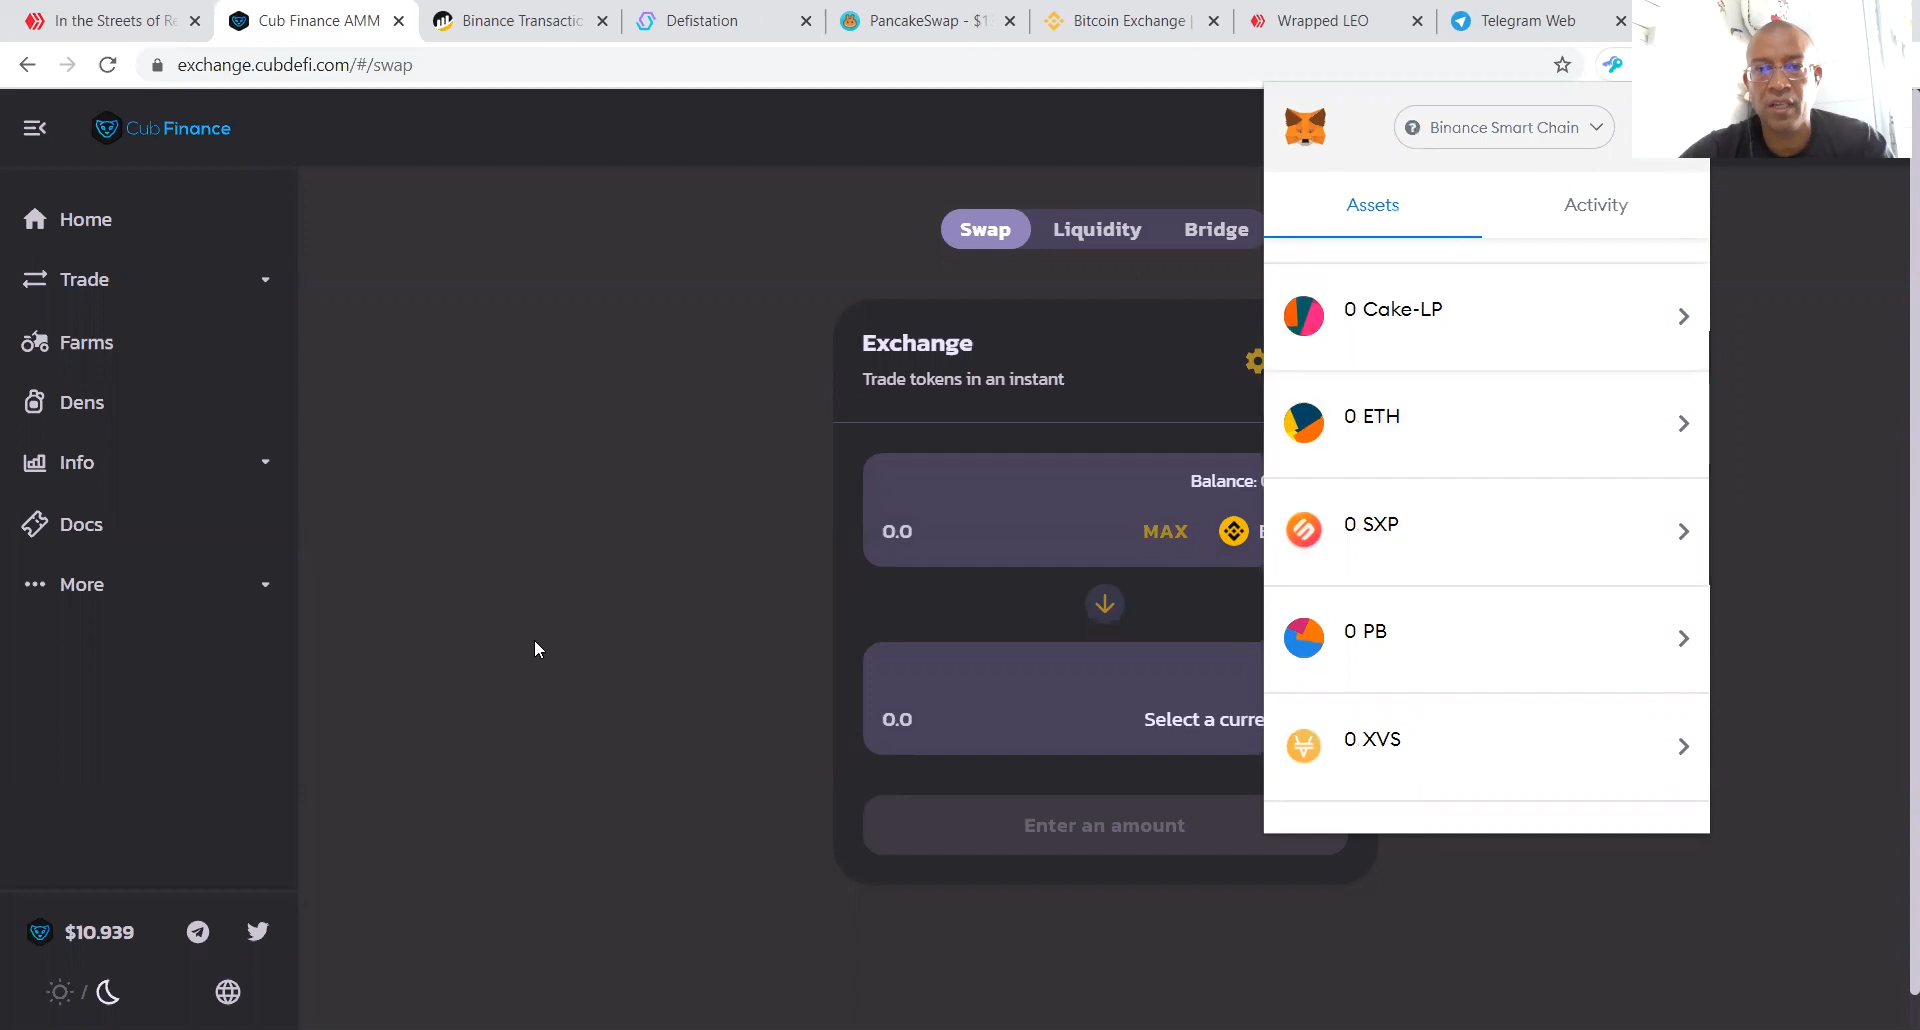 In the Streets of Re
Cub Finance AMM
Binance Transactic
Defistation
PancakeSwap - $1
Bitcoin Exchange |
Wrapped LEO
Telegram Web
exchange.cubdefi.com/#/swap
Cub Finance
Binance Smart Chain
Home
Trade
Farms
Dens
Info
Docs
More
$10.939
/
Swap
Liquidity
Bridge
Exchange
Trade tokens in an instant
Balance:
0.0
MAX
0.0
Select a curre
Enter an amount
Assets
Activity
0 Cake-LP
0 ETH
0 SXP
0 PB
0 XVS